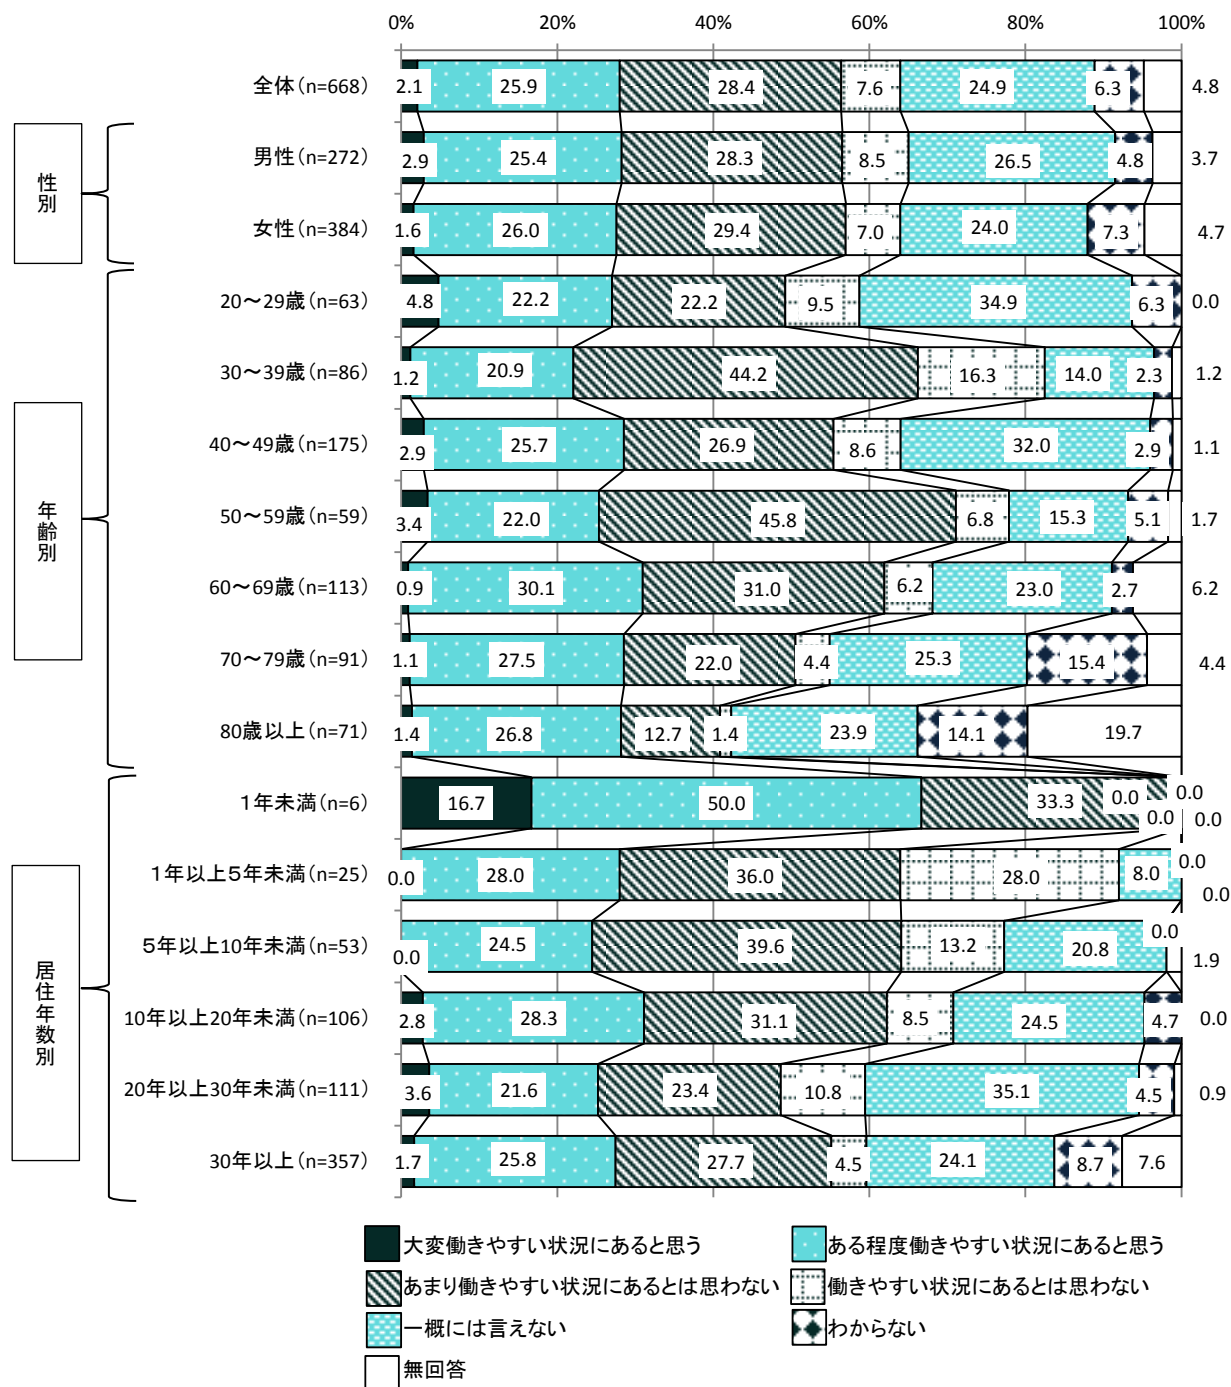 0% 20% 40% 60% 80% 100%
全体(n=668) 2.1 25.9 28.4 7.6 24.9 6.3 4.8
性別
男性(n=272) 2.9 25.4 28.3 8.5 26.5 4.8 3.7
女性(n=384) 1.6 26.0 29.4 7.0 24.0 7.3 4.7
年齢別
20～29歳(n=63) 4.8 22.2 22.2 9.5 34.9 6.3 0.0
30～39歳(n=86) 1.2 20.9 44.2 16.3 14.0 2.3 1.2
40～49歳(n=175) 2.9 25.7 26.9 8.6 32.0 2.9 1.1
50～59歳(n=59) 3.4 22.0 45.8 6.8 15.3 5.1 1.7
60～69歳(n=113) 0.9 30.1 31.0 6.2 23.0 2.7 6.2
70～79歳(n=91) 1.1 27.5 22.0 4.4 25.3 15.4 4.4
80歳以上(n=71) 1.4 26.8 12.7 1.4 23.9 14.1 19.7
居住年数別
1年未満(n=6) 16.7 50.0 33.3 0.0 0.0 0.0 0.0
1年以上5年未満(n=25) 0.0 28.0 36.0 28.0 8.0 0.0 0.0
5年以上10年未満(n=53) 0.0 24.5 39.6 13.2 20.8 0.0 1.9
10年以上20年未満(n=106) 2.8 28.3 31.1 8.5 24.5 4.7 0.0
20年以上30年未満(n=111) 3.6 21.6 23.4 10.8 35.1 4.5 0.9
30年以上(n=357) 1.7 25.8 27.7 4.5 24.1 8.7 7.6
大変働きやすい状況にあると思う ある程度働きやすい状況にあると思う
あまり働きやすい状況にあるとは思わない 働きやすい状況にあるとは思わない
一概には言えない わからない
無回答